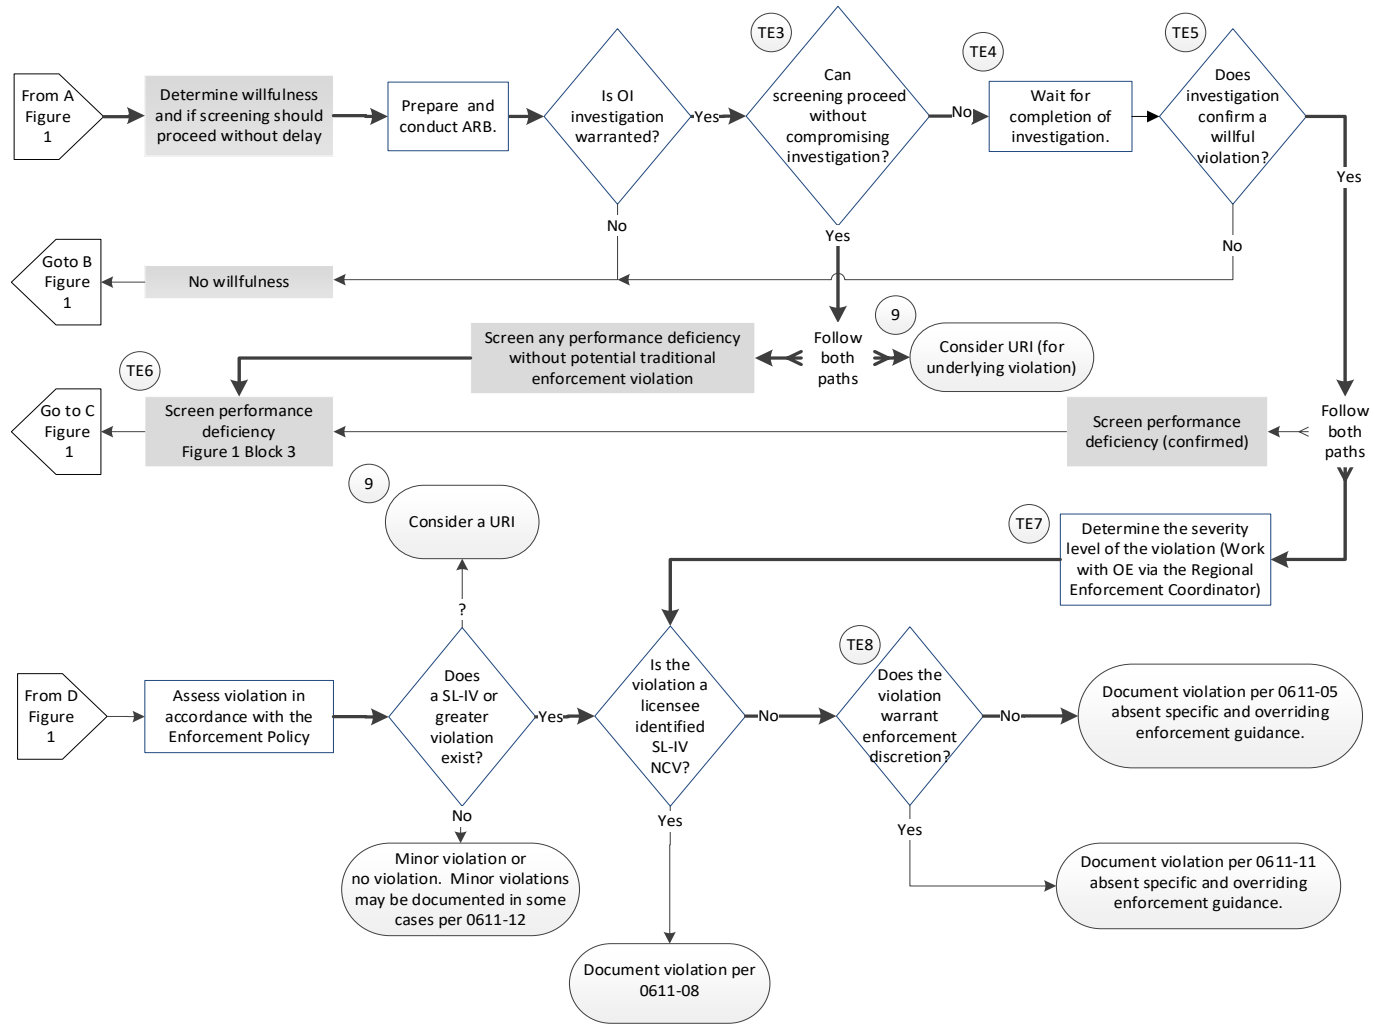 From A
Figure
1
Determine willfulness
and if screening should
proceed without delay
Prepare and
conduct ARB.
Is OI
investigation
warranted?
Yes
No
TE3
Can
screening proceed
without
compromising
investigation?
No
Yes
TE4
Wait for
completion of
investigation.
TE5
Does
investigation
confirm a
willful
violation?
Yes
No
Goto B
Figure
1
No willfulness
Screen any performance deficiency
without potential traditional
enforcement violation
Follow
both
paths
9
Consider URI (for
underlying violation)
TE6
Go to C
Figure
1
Screen performance
deficiency
Figure 1 Block 3
Screen performance
deficiency (confirmed)
Follow
both
paths
9
Consider a URI
?
TE7
Determine the severity
level of the violation (Work
with OE via the Regional
Enforcement Coordinator)
From D
Figure
1
Assess violation in
accordance with the
Enforcement Policy
Does
a SL-IV or
greater
violation
exist?
Yes
No
Minor violation or
no violation. Minor violations
may be documented in some
cases per 0611-12
Is the
violation a
licensee
identified
SL-IV
NCV?
No
Yes
Document violation per
0611-08
TE8
Does the
violation
warrant
enforcement
discretion?
No
Yes
Document violation per 0611-05
absent specific and overriding
enforcement guidance.
Document violation per 0611-11
absent specific and overriding
enforcement guidance.